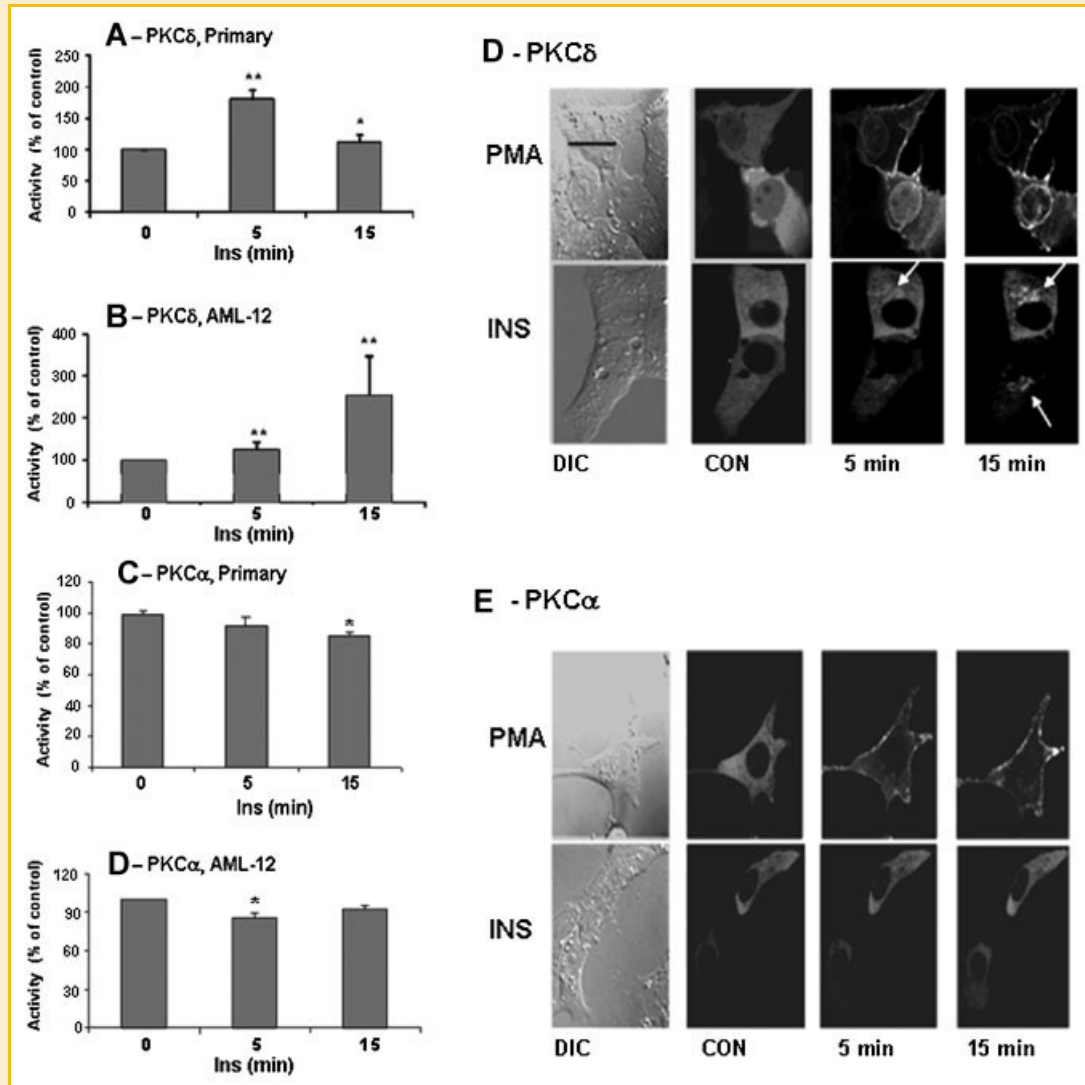 A – PKCδ, Primary
250
200
150
100
50
0
Activity (% of control)
**
*
0 5 15
Ins (min)
B – PKCδ, AML-12
400
300
200
100
0
Activity (% of control)
**
**
0 5 15
Ins (min)
C – PKCα, Primary
120
100
80
60
40
20
0
Activity (% of control)
*
0 5 15
Ins (min)
D – PKCα, AML-12
120
90
60
30
0
Activity (% of control)
*
0 5 15
Ins (min)
D - PKCδ
PMA
INS
DIC CON 5 min 15 min
E - PKCα
PMA
INS
DIC CON 5 min 15 min